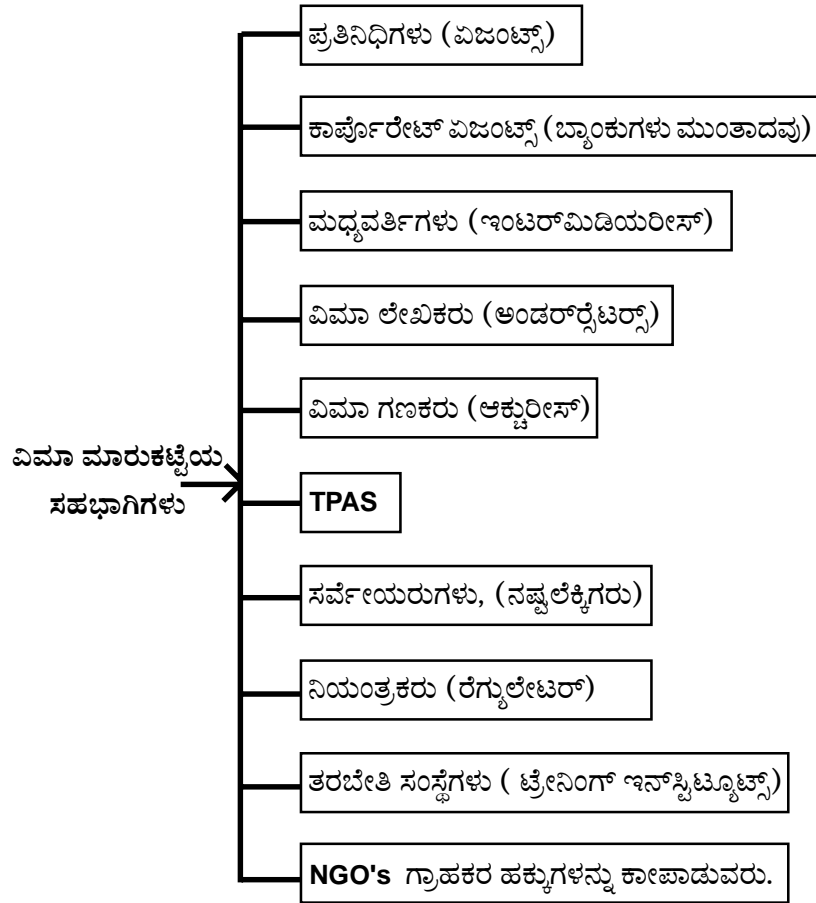 ಪ್ರತಿನಿಧಿಗಳು (ಏಜಂಟ್ಸ್)
ಕಾರ್ಪೊರೇಟ್ ಏಜಂಟ್ಸ್ (ಬ್ಯಾಂಕುಗಳು ಮುಂತಾದವು)
ಮಧ್ಯವರ್ತಿಗಳು (ಇಂಟರ್‌ಮಿಡಿಯರೀಸ್)
ವಿಮಾ ಲೇಖಕರು (ಅಂಡರ್‌ರೈಟರ್ಸ್)
ವಿಮಾ ಗಣಕರು (ಆಕ್ಚುರೀಸ್)
ವಿಮಾ ಮಾರುಕಟ್ಟೆಯ
ಸಹಭಾಗಿಗಳು
TPAS
ಸರ್ವೇಯರುಗಳು, (ನಷ್ಟಲೆಕ್ಕಿಗರು)
ನಿಯಂತ್ರಕರು (ರೆಗ್ಯುಲೇಟರ್)
ತರಬೇತಿ ಸಂಸ್ಥೆಗಳು ( ಟ್ರೇನಿಂಗ್ ಇನ್‌ಸ್ಟಿಟ್ಯೂಟ್ಸ್)
NGO's ಗ್ರಾಹಕರ ಹಕ್ಕುಗಳನ್ನು ಕಾಪಾಡುವರು.